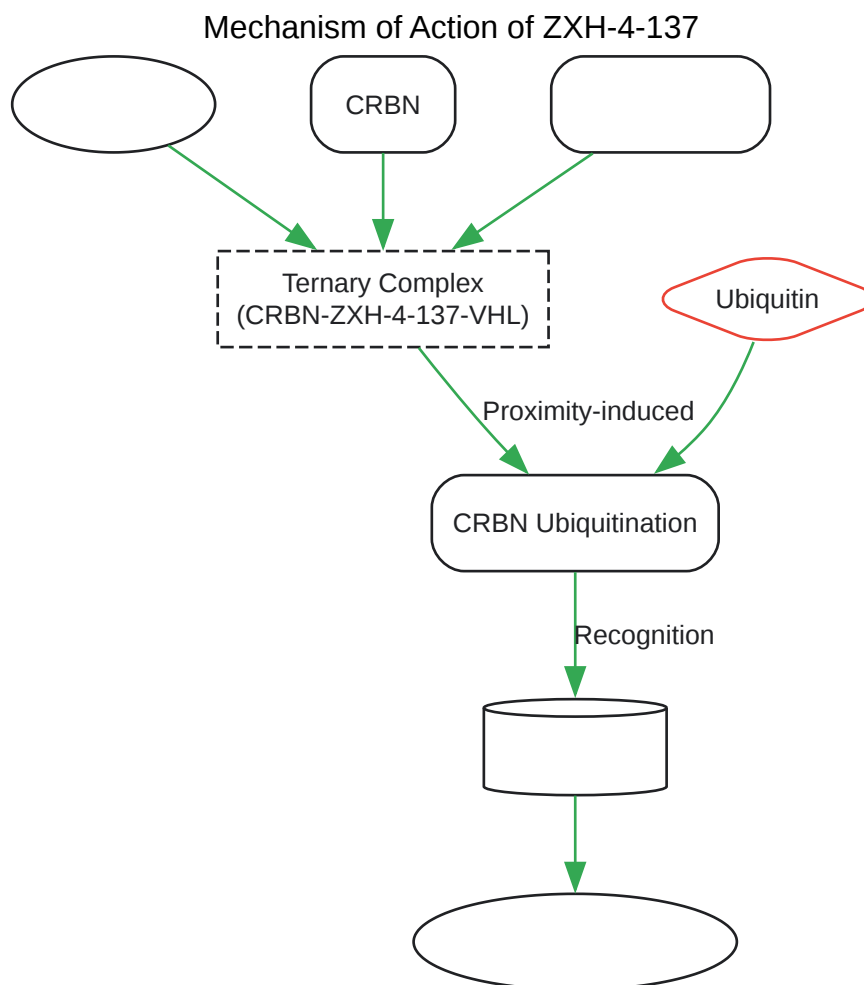 Mechanism of Action of ZXH-4-137
CRBN
Ternary Complex
(CRBN-ZXH-4-137-VHL)
Ubiquitin
Proximity-induced
CRBN Ubiquitination
Recognition